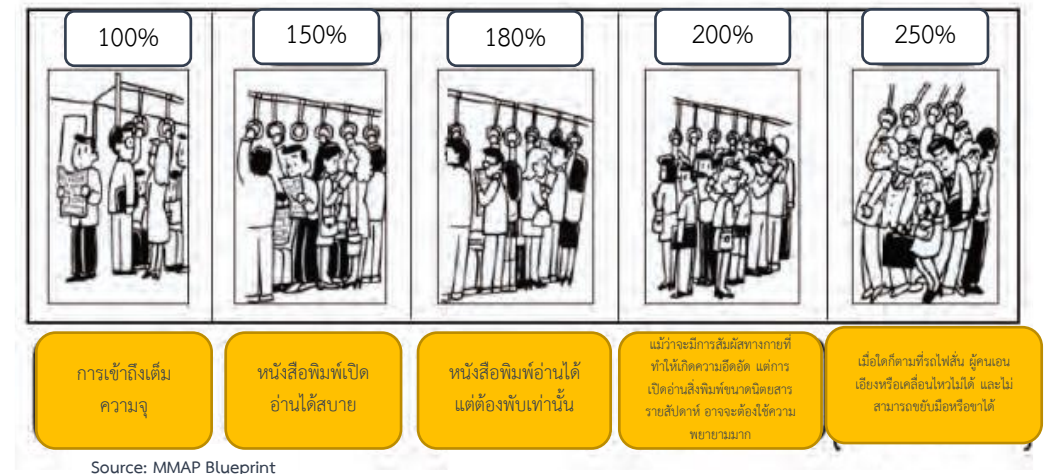 100%
150%
180%
200%
250%
การเข้าถึงเต็ม
ความจุ
หนังสือพิมพ์เปิด
อ่านได้สบาย
หนังสือพิมพ์อ่านได้
แต่ต้องพับเท่านั้น
แม้ว่าจะมีการสัมผัสทางกายที่
ทำให้เกิดความอึดอัด แต่การ
เปิดอ่านสิ่งพิมพ์ขนาดนิตยสาร
รายสัปดาห์ อาจจะต้องใช้ความ
พยายามมาก
เมื่อใดก็ตามที่รถไฟสั่น ผู้คนเอน
เอียงหรือเคลื่อนไหวไม่ได้ และไม่
สามารถขยับมือหรือขาได้
Source: MMAP Blueprint